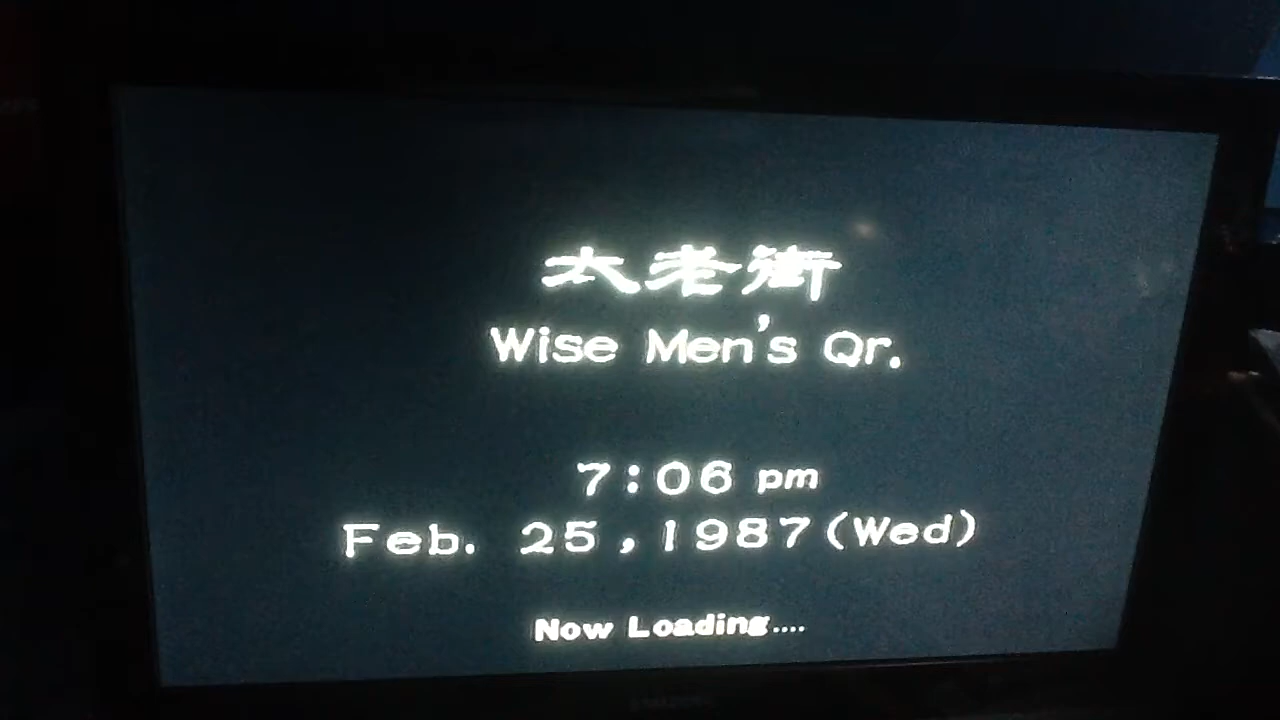 太老街
Wise Men's Qr.
7:06 pm
Feb. 25,1987(Wed)
Now Loading....